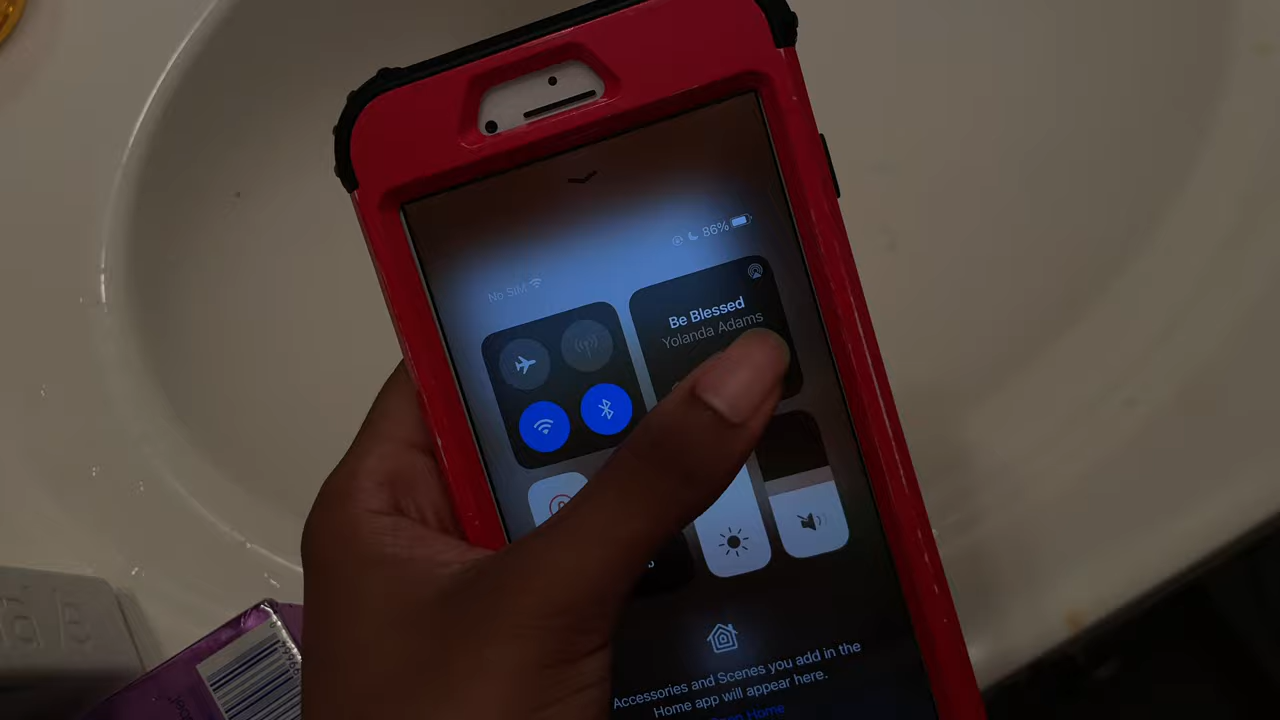 86%
No SIM
Be Blessed
Yolanda Adams
Accessories and Scenes you add in the
Home app will appear here.
Home